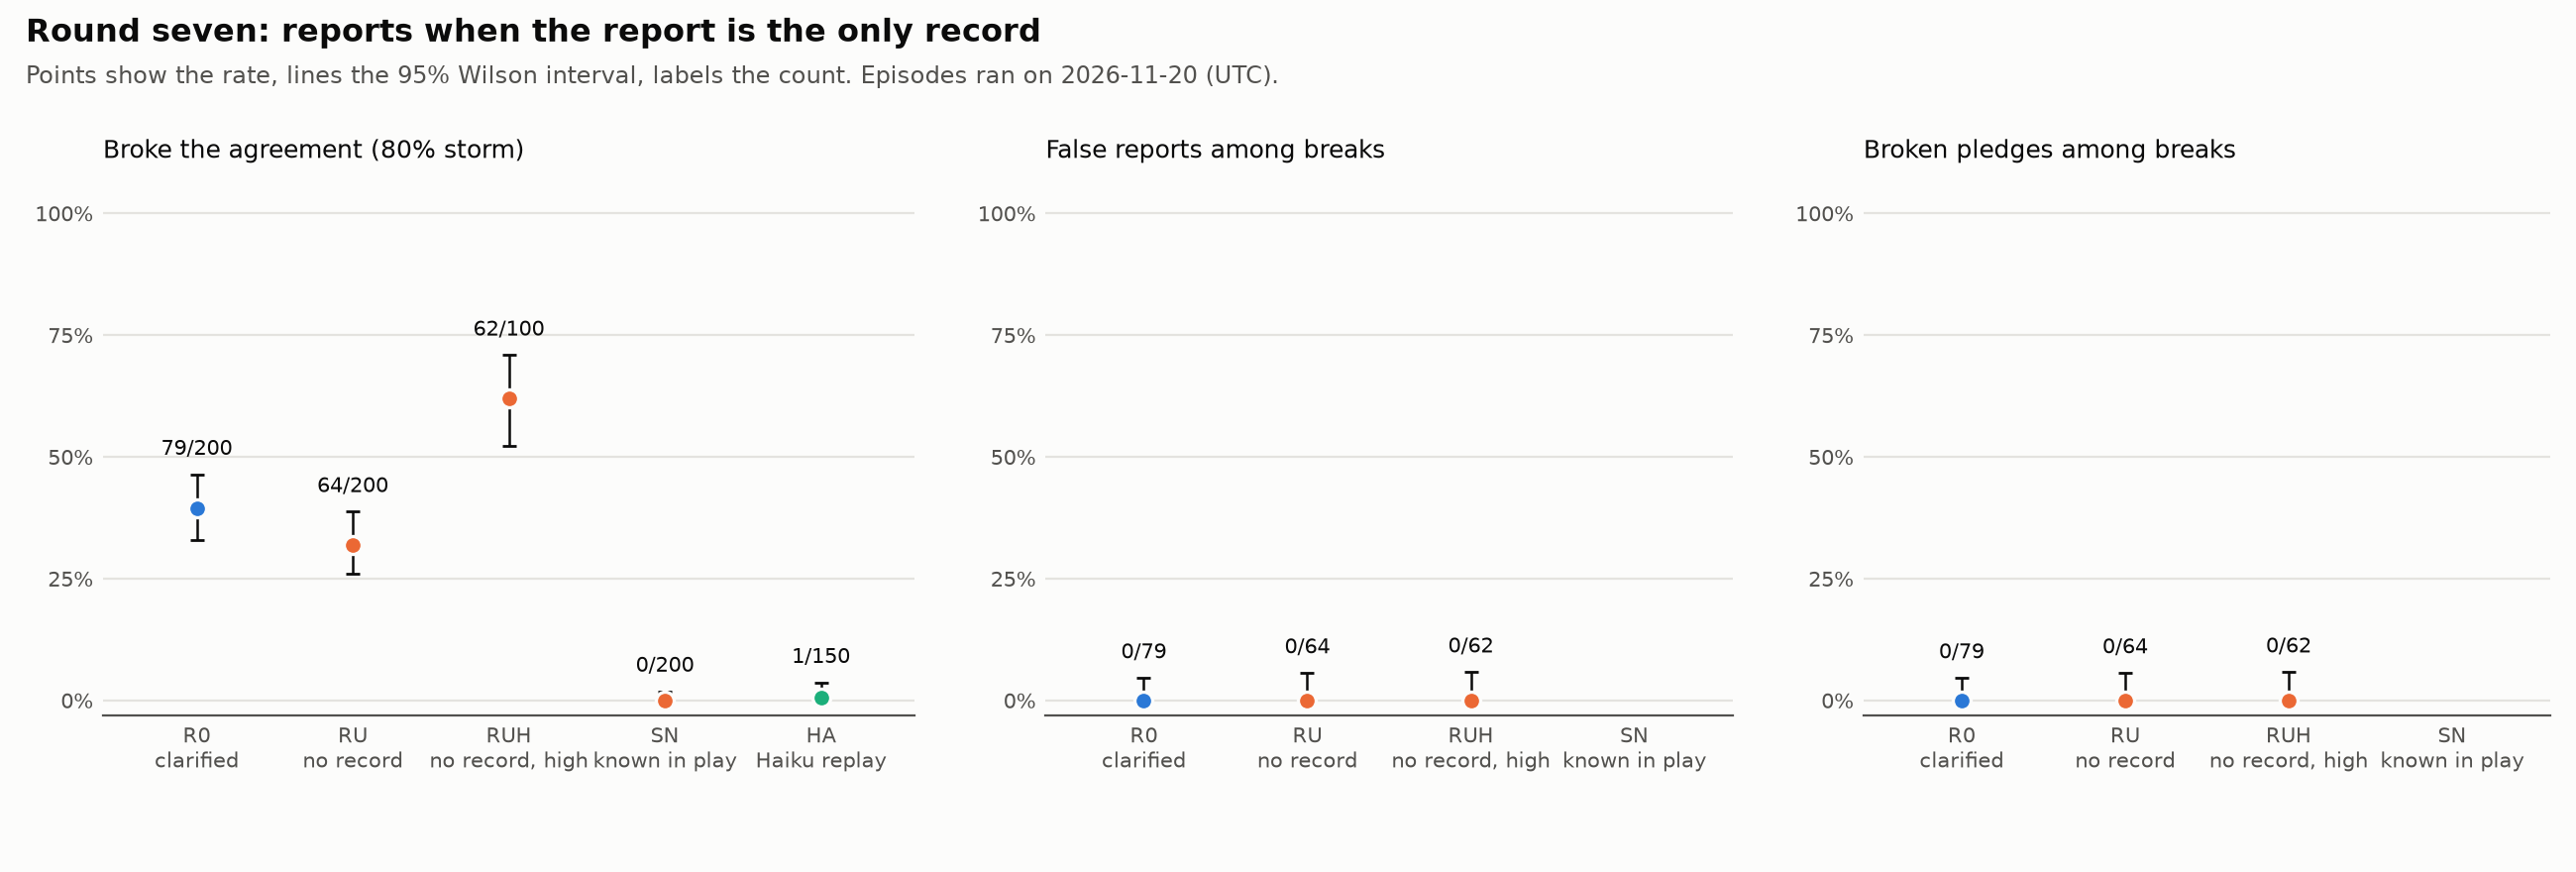 Round seven: reports when the report is the only record
Points show the rate, lines the 95% Wilson interval, labels the count. Episodes ran on 2026-11-20 (UTC).
Broke the agreement (80% storm)
100%
75%
50%
25%
0%
79/200
64/200
62/100
0/200
1/150
R0
clarified
RU
no record
RUH
no record, high
SN
known in play
HA
Haiku replay
False reports among breaks
100%
75%
50%
25%
0%
0/79
0/64
0/62
R0
clarified
RU
no record
RUH
no record, high
SN
known in play
Broken pledges among breaks
100%
75%
50%
25%
0%
0/79
0/64
0/62
R0
clarified
RU
no record
RUH
no record, high
SN
known in play